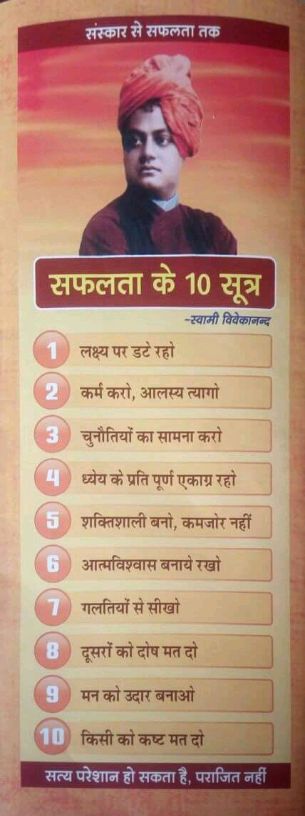 संस्कार से सफलता तक
सफलता के 10 सूत्र
-स्वामी विवेकानन्द
1 लक्ष्य पर डटे रहो
2 कर्म करो, आलस्य त्यागो
3 चुनौतियों का सामना करो
4 ध्येय के प्रति पूर्ण एकाग्र रहो
5 शक्तिशाली बनो, कमजोर नहीं
6 आत्मविश्वास बनाये रखो
7 गलतियों से सीखो
8 दूसरों को दोष मत दो
9 मन को उदार बनाओ
10 किसी को कष्ट मत दो
सत्य परेशान हो सकता है, पराजित नहीं